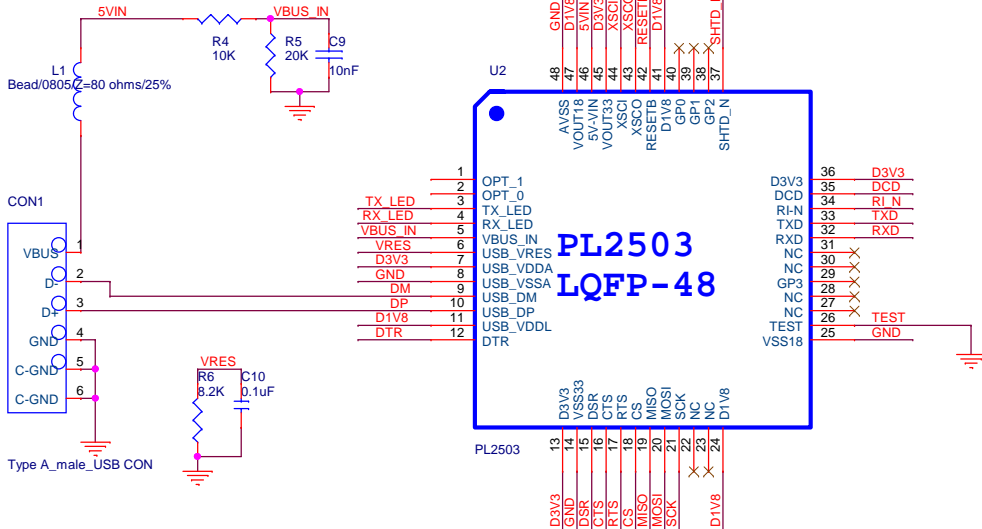 5VIN
VBUS_IN
R4
10K
R5
20K
C9
10nF
L1
Bead/0805/Z=80 ohms/25%
CON1
VBUS 1
D- 2
D+ 3
GND 4
C-GND 5
C-GND 6
Type A_male_USB CON
VRES
R6
8.2K
C10
0.1uF
U2
GND 48 AVSS
D1V8 47 VOUT18
5VIN 46 5V-VIN
D3V3 45 VOUT33
XSCI 44 XSCI
XSCO 43 XSCO
RESETB 42 RESETB
D1V8 41 D1V8
40 GP0
39 GP1
38 GP2
SHTD_ 37 SHTD_N
1 OPT_1
2 OPT_0
TX_LED 3 TX_LED
RX_LED 4 RX_LED
VBUS_IN 5 VBUS_IN
VRES 6 USB_VRES
D3V3 7 USB_VDDA
GND 8 USB_VSSA
DM 9 USB_DM
DP 10 USB_DP
D1V8 11 USB_VDDL
DTR 12 DTR
PL2503
LQFP-48
D3V3 36 D3V3
DCD 35 DCD
RI-N 34 RI_N
TXD 33 TXD
RXD 32 RXD
NC 31
NC 30
GP3 29
NC 28
NC 27
TEST 26 TEST
VSS18 25 GND
D3V3 13 D3V3
VSS33 14 GND
DSR 15 DSR
CTS 16 CTS
RTS 17 RTS
CS 18 CS
MISO 19 MISO
MOSI 20 MOSI
SCK 21 SCK
NC 22
NC 23
D1V8 24 D1V8
PL2503